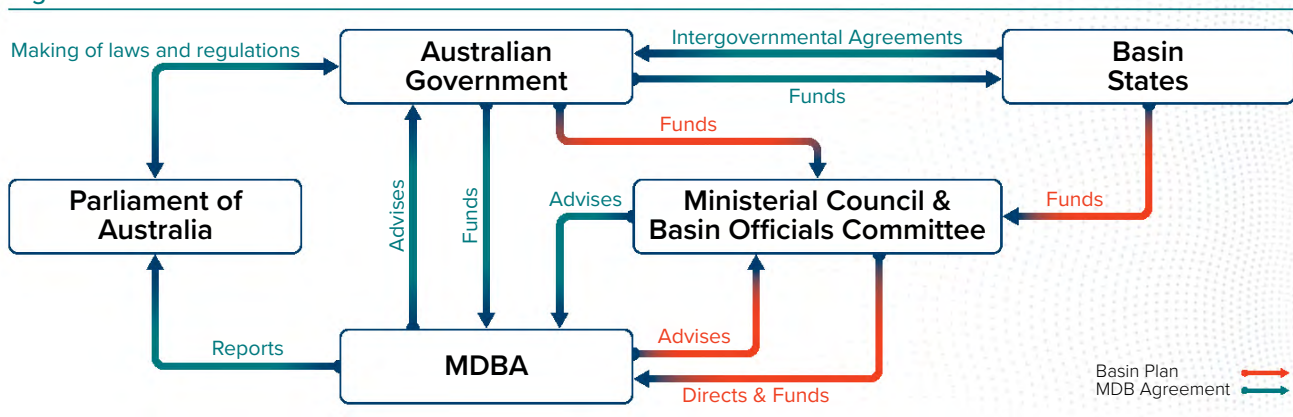 Making of laws and regulations
Australian
Government
Intergovernmental Agreements
Funds
Basin
States
Funds
Parliament of
Australia
Advises
Funds
Advises
Ministerial Council &
Basin Officials Committee
Funds
Reports
MDBA
Advises
Directs & Funds
Basin Plan
MDB Agreement